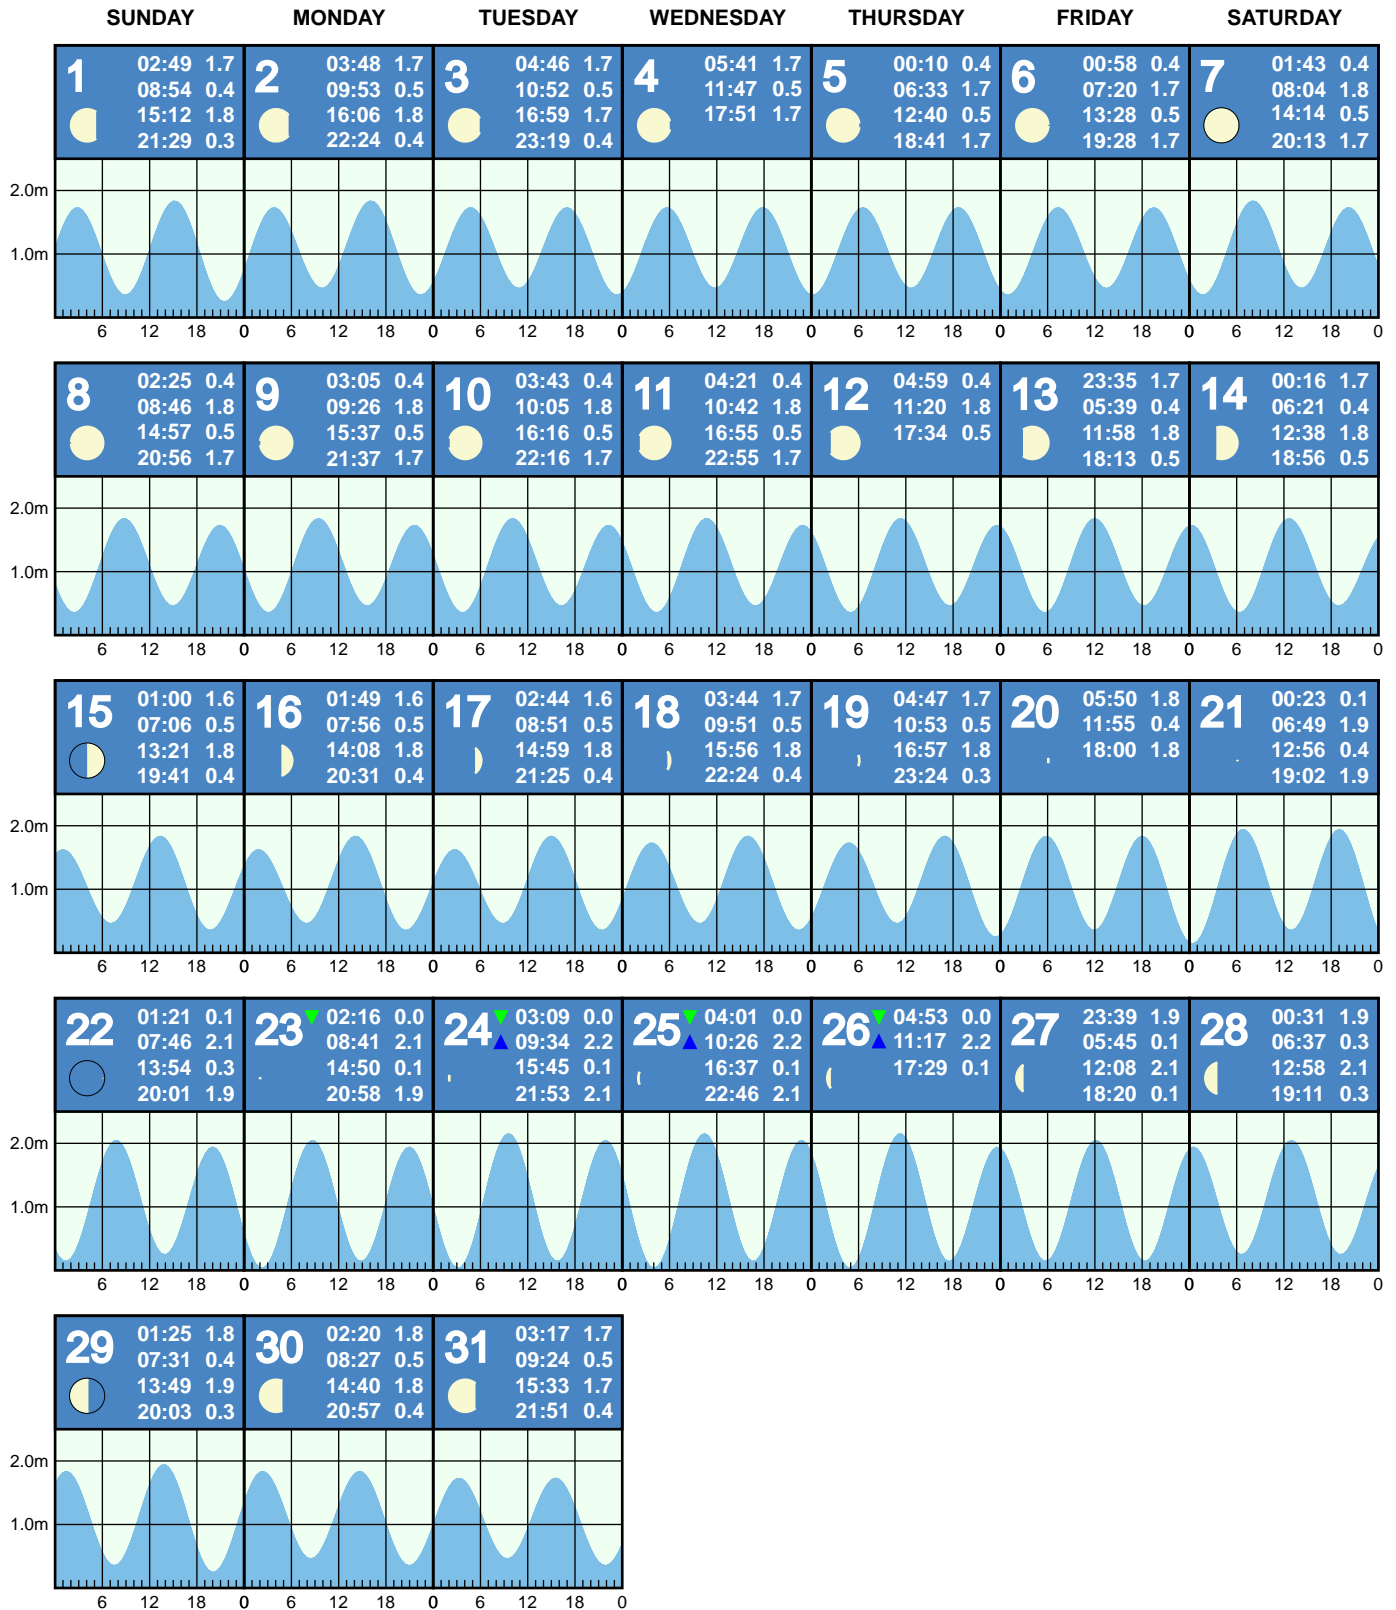 SUNDAY MONDAY TUESDAY WEDNESDAY THURSDAY FRIDAY SATURDAY
1 02:49 1.7
08:54 0.4
15:12 1.8
21:29 0.3
2 03:48 1.7
09:53 0.5
16:06 1.8
22:24 0.4
3 04:46 1.7
10:52 0.5
16:59 1.7
23:19 0.4
4 05:41 1.7
11:47 0.5
17:51 1.7
5 00:10 0.4
06:33 1.7
12:40 0.5
18:41 1.7
6 00:58 0.4
07:20 1.7
13:28 0.5
19:28 1.7
7 01:43 0.4
08:04 1.8
14:14 0.5
20:13 1.7
2.0m
1.0m
6 12 18 0 6 12 18 0 6 12 18 0 6 12 18 0 6 12 18 0 6 12 18 0 6 12 18 0
8 02:25 0.4
08:46 1.8
14:57 0.5
20:56 1.7
9 03:05 0.4
09:26 1.8
15:37 0.5
21:37 1.7
10 03:43 0.4
10:05 1.8
16:16 0.5
22:16 1.7
11 04:21 0.4
10:42 1.8
16:55 0.5
22:55 1.7
12 04:59 0.4
11:20 1.8
17:34 0.5
13 23:35 1.7
05:39 0.4
11:58 1.8
18:13 0.5
14 00:16 1.7
06:21 0.4
12:38 1.8
18:56 0.5
2.0m
1.0m
6 12 18 0 6 12 18 0 6 12 18 0 6 12 18 0 6 12 18 0 6 12 18 0 6 12 18 0
15 01:00 1.6
07:06 0.5
13:21 1.8
19:41 0.4
16 01:49 1.6
07:56 0.5
14:08 1.8
20:31 0.4
17 02:44 1.6
08:51 0.5
14:59 1.8
21:25 0.4
18 03:44 1.7
09:51 0.5
15:56 1.8
22:24 0.4
19 04:47 1.7
10:53 0.5
16:57 1.8
23:24 0.3
20 05:50 1.8
11:55 0.4
18:00 1.8
21 00:23 0.1
06:49 1.9
12:56 0.4
19:02 1.9
2.0m
1.0m
6 12 18 0 6 12 18 0 6 12 18 0 6 12 18 0 6 12 18 0 6 12 18 0 6 12 18 0
22 01:21 0.1
07:46 2.1
13:54 0.3
20:01 1.9
23 02:16 0.0
08:41 2.1
14:50 0.1
20:58 1.9
24 03:09 0.0
09:34 2.2
15:45 0.1
21:53 2.1
25 04:01 0.0
10:26 2.2
16:37 0.1
22:46 2.1
26 04:53 0.0
11:17 2.2
17:29 0.1
27 23:39 1.9
05:45 0.1
12:08 2.1
18:20 0.1
28 00:31 1.9
06:37 0.3
12:58 2.1
19:11 0.3
2.0m
1.0m
6 12 18 0 6 12 18 0 6 12 18 0 6 12 18 0 6 12 18 0 6 12 18 0 6 12 18 0
29 01:25 1.8
07:31 0.4
13:49 1.9
20:03 0.3
30 02:20 1.8
08:27 0.5
14:40 1.8
20:57 0.4
31 03:17 1.7
09:24 0.5
15:33 1.7
21:51 0.4
2.0m
1.0m
6 12 18 0 6 12 18 0 6 12 18 0